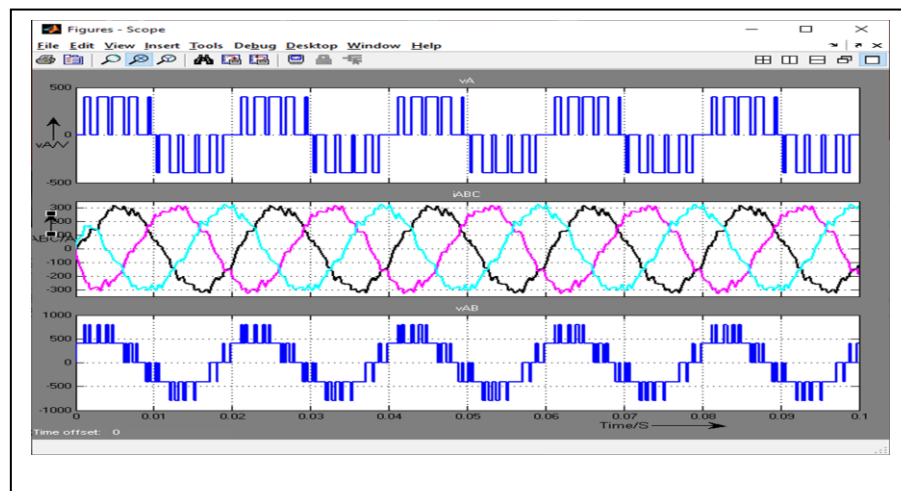 Figures - Scope
File Edit View Insert Tools Debug Desktop Window Help
vA
500
0
-500
vA/V
iABC
300
200
100
0
-100
-200
-300
vAB
1000
500
0
-500
-1000
0 0.01 0.02 0.03 0.04 0.05 0.06 0.07 0.08 0.09 0.1
Time/S
Time offset: 0